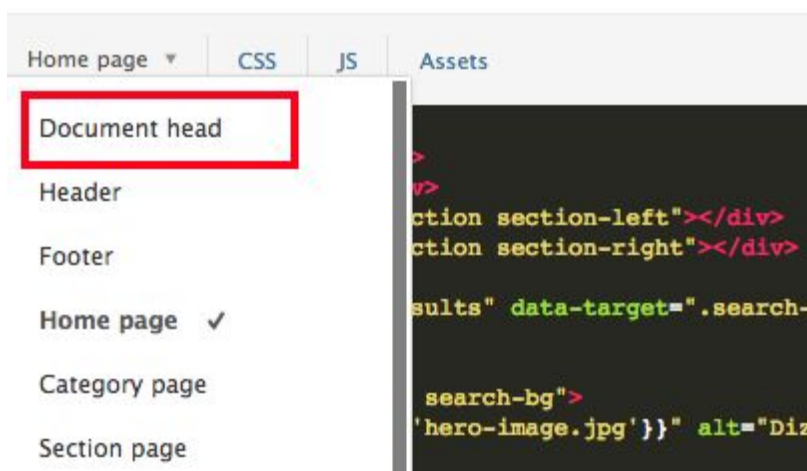 Home page ▼ CSS JS Assets
Document head
Header
Footer
Home page ✓
Category page
Section page
>
v>
ction section-left"></div>
ction section-right"></div>
sults" data-target=".search-
search-bg">
'hero-image.jpg'}}" alt="Diz